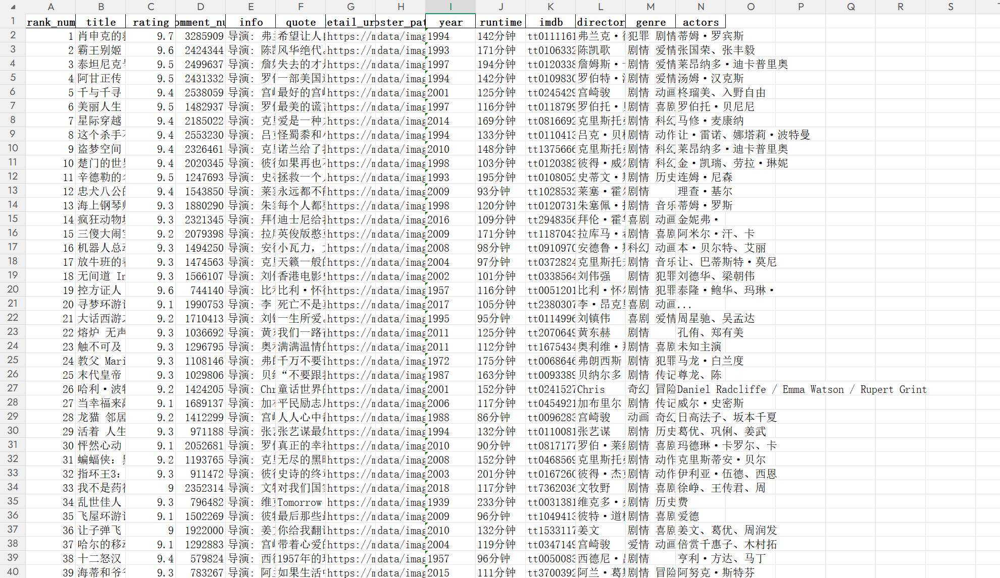 A B C D E F G H I J K L M N O P Q R S
1 rank_num title rating omment_nu info quote etail_ur oster_pat year runtime imdb director genre actors
2 1 肖申克的 9.7 3285909 导演: 弗 希望让人 https://m data/imag 1994 142分钟 tt0111161 弗兰克· 犯罪 剧情 蒂姆·罗宾斯
3 2 霸王别姬 9.6 2424344 导演: 陈 风华绝代。 https://m data/imag 1993 171分钟 tt0106332 陈凯歌 剧情 爱情 张国荣、张丰毅
4 3 泰坦尼克 9.5 2499637 导演: 詹 失去的才 https://m data/imag 1997 194分钟 tt0120338 詹姆斯· 剧情 爱情 莱昂纳多·迪卡普里奥
5 4 阿甘正传 9.5 2431332 导演: 罗 一部美国 https://m data/imag 1994 142分钟 tt0109830 罗伯特· 剧情 爱情 汤姆·汉克斯
6 5 千与千寻 9.4 2538059 导演: 宫 最好的宫 https://m data/imag 2001 125分钟 tt0245429 宫崎骏 剧情 动画 柊瑠美、入野自由
7 6 美丽人生 9.5 1482937 导演: 罗 最美的谎 https://m data/imag 1997 116分钟 tt0118799 罗伯托· 剧情 喜剧 罗伯托·贝尼尼
8 7 星际穿越 9.4 2185022 导演: 克 爱是一种 https://m data/imag 2014 169分钟 tt0816692 克里斯托 剧情 科幻 马修·麦康纳
9 8 这个杀手 9.4 2553230 导演: 吕 怪蜀黍和 https://m data/imag 1994 133分钟 tt0110413 吕克·贝 剧情 动作 让·雷诺、娜塔莉·波特曼
10 9 盗梦空间 9.4 2326461 导演: 克 诺兰给了 https://m data/imag 2010 148分钟 tt1375666 克里斯托 剧情 科幻 莱昂纳多·迪卡普里奥
11 10 楚门的世 9.4 2020345 导演: 彼 如果再也 https://m data/imag 1998 103分钟 tt0120382 彼得·威 剧情 科幻 金·凯瑞、劳拉·琳妮
12 11 辛德勒的 9.5 1247693 导演: 史 拯救一个 https://m data/imag 1993 195分钟 tt0108052 史蒂文· 剧情 历史 连姆·尼森
13 12 忠犬八公 9.4 1543850 导演: 莱 永远都不 https://m data/imag 2009 93分钟 tt1028532 莱塞·霍 剧情 理查·基尔
14 13 海上钢琴 9.3 1880290 导演: 朱 每个人都 https://m data/imag 1998 120分钟 tt0120731 朱塞佩· 剧情 音乐 蒂姆·罗斯
15 14 疯狂动物 9.3 2321345 导演: 拜 迪士尼给 https://m data/imag 2016 109分钟 tt2948356 拜伦·霍 喜剧 动画 金妮弗·
16 15 三傻大闹 9.2 2079398 导演: 拉 英俊版憨 https://m data/imag 2009 171分钟 tt1187043 拉库马· 剧情 喜剧 阿米尔·汗、卡
17 16 机器人总 9.3 1494250 导演: 安 小瓦力， https://m data/imag 2008 98分钟 tt0910970 安德鲁· 科幻 动画 本·贝尔特、艾丽
18 17 放牛班的 9.3 1474563 导演: 克 天籁一般 https://m data/imag 2004 97分钟 tt0372824 克里斯托 剧情 音乐 让、巴蒂斯特·莫尼
19 18 无间道 In 9.3 1566107 导演: 刘 香港电影 https://m data/imag 2002 101分钟 tt0338564 刘伟强 剧情 犯罪 刘德华、梁朝伟
20 19 控方证人 9.6 744140 导演: 比 比利·怀 https://m data/imag 1957 116分钟 tt0051201 比利·怀 剧情 犯罪 泰隆·鲍华、玛琳·
21 20 寻梦环游 9.1 1990753 导演: 李 死亡不是 https://m data/imag 2017 105分钟 tt2380307 李·昂克 喜剧 动画 ...
22 21 大话西游 9.2 1710413 导演: 刘 一生所爱。 https://m data/imag 1995 95分钟 tt0114996 刘镇伟 喜剧 爱情 周星驰、吴孟达
23 22 熔炉 无声 9.3 1036692 导演: 黄 我们一路 https://m data/imag 2011 125分钟 tt2070649 黄东赫 剧情 孔侑、郑有美
24 23 触不可及 9.3 1296795 导演: 奥 满满温情 https://m data/imag 2011 112分钟 tt1675434 奥利维· 剧情 喜剧 未知主演
25 24 教父 Mari 9.3 1108146 导演: 弗 千万不要 https://m data/imag 1972 175分钟 tt0068646 弗朗西斯 剧情 犯罪 马龙·白兰度
26 25 末代皇帝 9.3 1029806 导演: 贝 “不要跟 https://m data/imag 1987 163分钟 tt0093389 贝纳尔多 剧情 传记 尊龙、陈
27 26 哈利·波 9.2 1424205 导演: Chr 童话世界 https://m data/imag 2001 152分钟 tt0241527 Chris 奇幻 冒险 Daniel Radcliffe / Emma Watson / Rupert Grint
28 27 当幸福来 9.1 1689137 导演: 加 平民励志 https://m data/imag 2006 117分钟 tt0454921 加布里尔 剧情 传记 威尔·史密斯
29 28 龙猫 邻居 9.2 1412299 导演: 宫 人人心中 https://m data/imag 1988 86分钟 tt0096283 宫崎骏 动画 奇幻 日高法子、坂本千夏
30 29 活着 人生 9.3 971188 导演: 张 张艺谋最 https://m data/imag 1994 132分钟 tt0110081 张艺谋 剧情 历史 葛优、巩俐、姜武
31 30 怦然心动 9.1 2052681 导演: 罗 真正的幸 https://m data/imag 2010 90分钟 tt0817177 罗伯·莱 剧情 喜剧 玛德琳·卡罗尔、卡
32 31 蝙蝠侠： 9.2 1193765 导演: 克 无尽的黑 https://m data/imag 2008 152分钟 tt0468569 克里斯托 剧情 动作 克里斯蒂安·贝尔
33 32 指环王3： 9.3 911472 导演: 彼 史诗的终 https://m data/imag 2003 201分钟 tt0167260 彼得·杰 剧情 动作 伊利亚·伍德、西恩
34 33 我不是药 9 2352314 导演: 文 对我们国 https://m data/imag 2018 117分钟 tt7362036 文牧野 剧情 喜剧 徐峥、王传君、周
35 34 乱世佳人 9.3 796482 导演: 维 Tomorrow https://m data/imag 1939 233分钟 tt0031381 维克多· 剧情 历史 费
36 35 飞屋环游 9.1 1502269 导演: 彼 最后那些 https://m data/imag 2009 96分钟 tt1049413 彼特·道 剧情 喜剧 爱德
37 36 让子弹飞 9 1922000 导演: 姜 你给我翻 https://m data/imag 2010 132分钟 tt1533117 姜文 剧情 喜剧 姜文、葛优、周润发
38 37 哈尔的移 9.1 1292883 导演: 宫 带着心爱 https://m data/imag 2004 119分钟 tt0347149 宫崎骏 爱情 动画 倍赏千惠子、木村拓
39 38 十二怒汉 9.4 579824 导演: 西 1957年的 https://m data/imag 1957 96分钟 tt0050083 西德尼· 剧情 亨利·方达、马丁
40 39 海蒂和爷 9.3 783267 导演: 阿 如果生活 https://m data/imag 2015 111分钟 tt3700392 阿兰·葛 剧情 冒险 阿努克·斯特芬